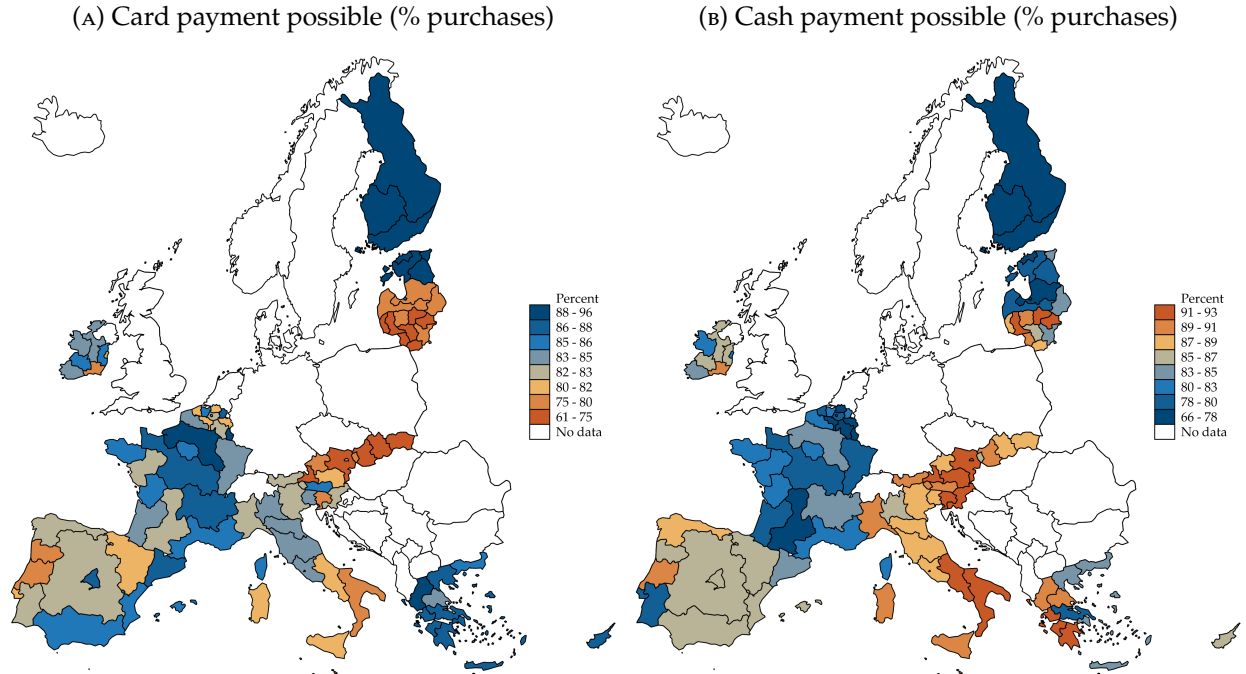 (A) Card payment possible (% purchases)
(B) Cash payment possible (% purchases)
Percent
88 - 96
86 - 88
85 - 86
83 - 85
82 - 83
80 - 82
75 - 80
61 - 75
No data
Percent
91 - 93
89 - 91
87 - 89
85 - 87
83 - 85
80 - 83
78 - 80
66 - 78
No data